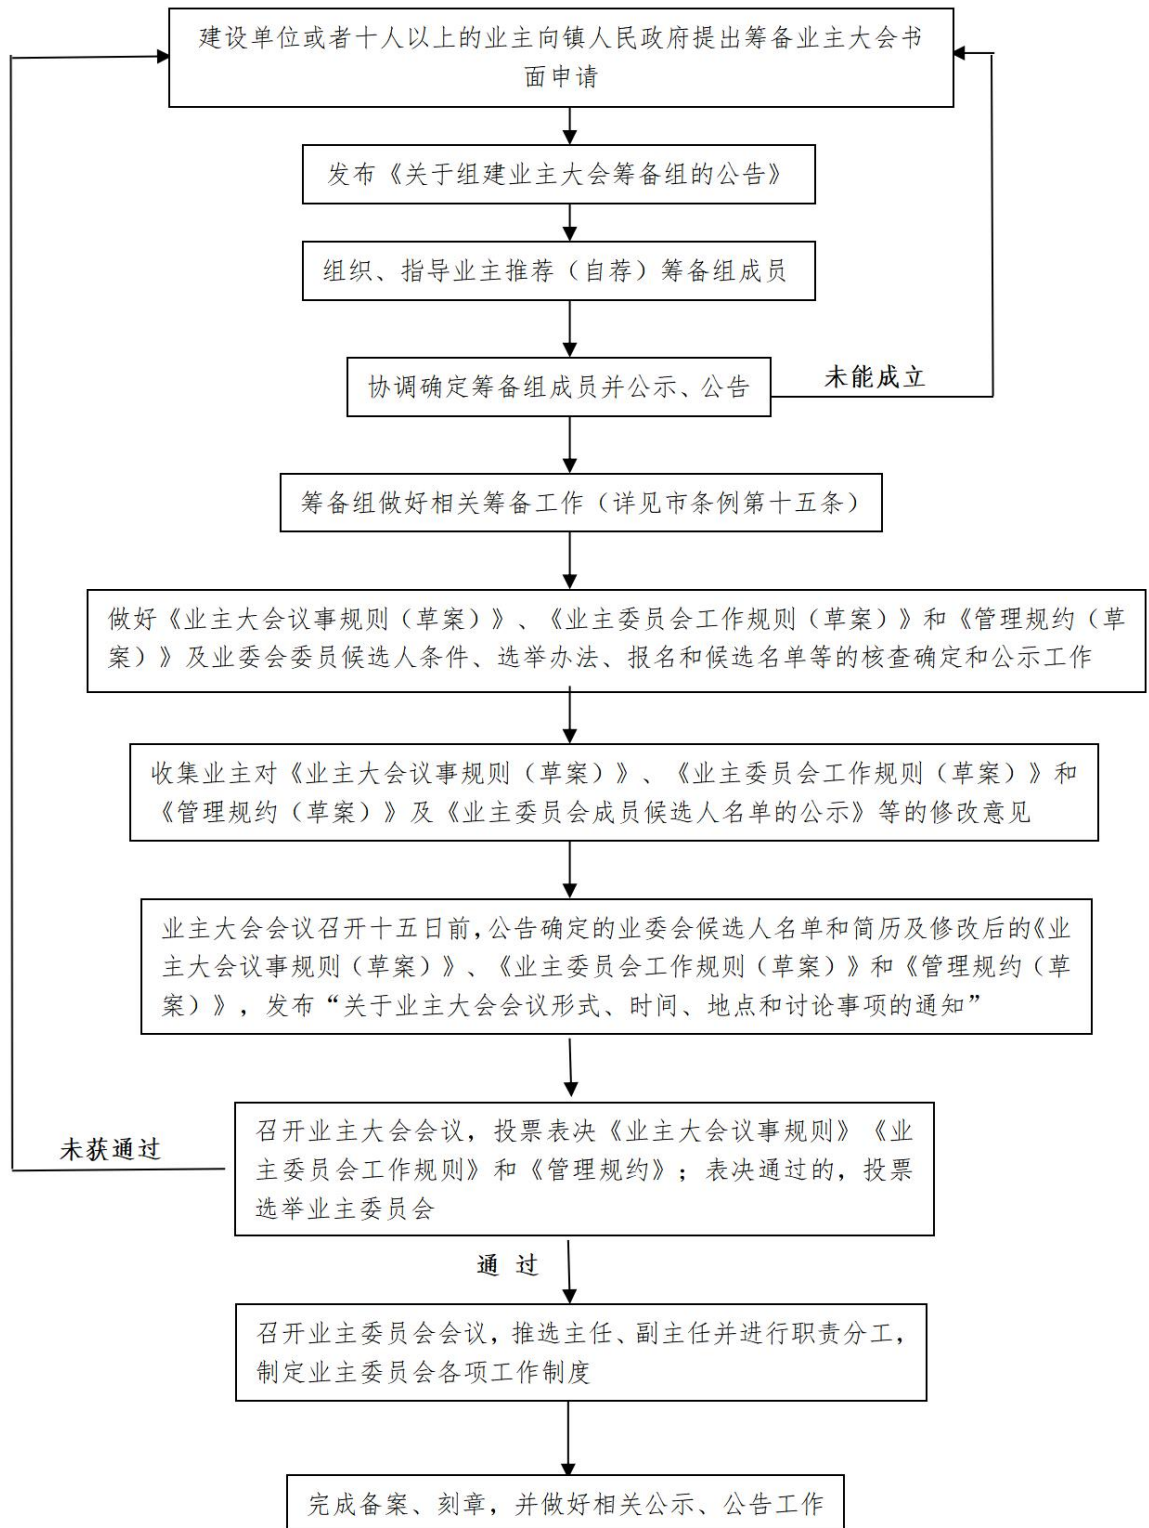 建设单位或者十人以上的业主向镇人民政府提出筹备业主大会书
面申请
发布《关于组建业主大会筹备组的公告》
组织、指导业主推荐（自荐）筹备组成员
协调确定筹备组成员并公示、公告
未能成立
筹备组做好相关筹备工作（详见市条例第十五条）
做好《业主大会议事规则（草案）》、《业主委员会工作规则（草案）》和《管理规约（草
案）》及业委会委员候选人条件、选举办法、报名和候选名单等的核查确定和公示工作
收集业主对《业主大会议事规则（草案）》、《业主委员会工作规则（草案）》和
《管理规约（草案）》及《业主委员会成员候选人名单的公示》等的修改意见
业主大会会议召开十五日前，公告确定的业委会候选人名单和简历及修改后的《业
主大会议事规则（草案）》、《业主委员会工作规则（草案）》和《管理规约（草
案）》，发布“关于业主大会会议形式、时间、地点和讨论事项的通知”
召开业主大会会议，投票表决《业主大会议事规则》《业
主委员会工作规则》和《管理规约》；表决通过的，投票
选举业主委员会
未获通过
通 过
召开业主委员会会议，推选主任、副主任并进行职责分工，
制定业主委员会各项工作制度
完成备案、刻章，并做好相关公示、公告工作